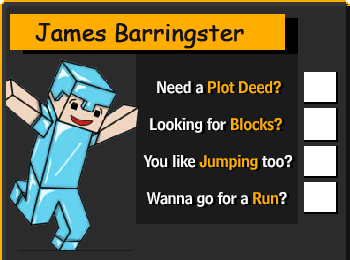 James Barringster
Need a Plot Deed?
Looking for Blocks?
You like Jumping too?
Wanna go for a Run?